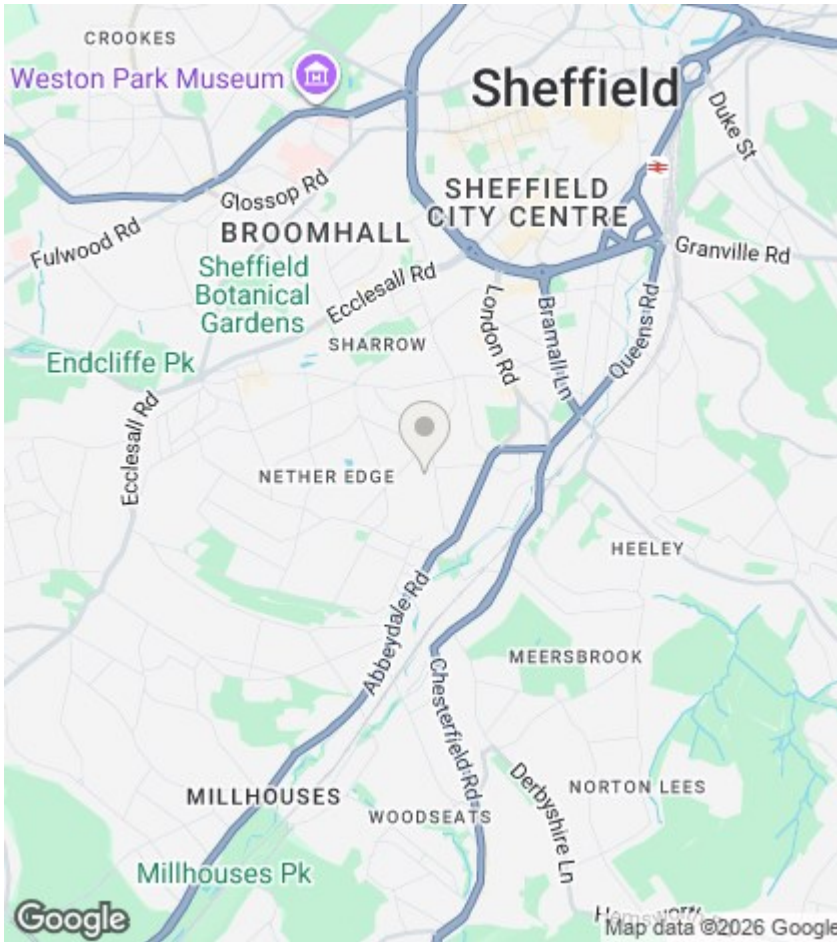 CROOKES
Weston Park Museum
Sheffield
Duke St
Glossop Rd
SHEFFIELD
CITY CENTRE
Fulwood Rd
BROOMHALL
Granville Rd
Sheffield
Botanical
Gardens
Ecclesall Rd
London Rd
Bramall Ln
Queens Rd
SHARROW
Endcliffe Pk
Ecclesall Rd
NETHER EDGE
HEELEY
Abbeydale Rd
MEERSBROOK
Chesterfield Rd
Derbyshire Ln
NORTON LEES
MILLHOUSES
WOODSEATS
Millhouses Pk
Google
Map data ©2026 Google